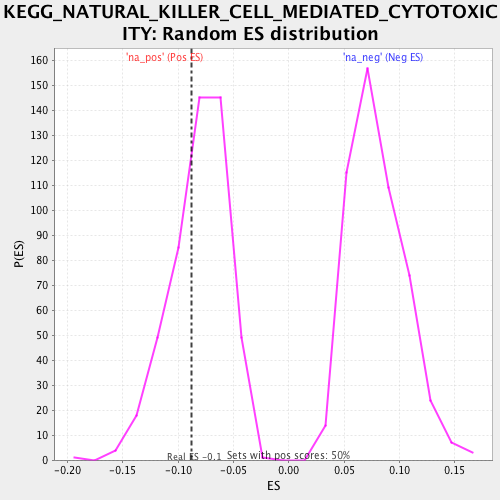 KEGG_NATURAL_KILLER_CELL_MEDIATED_CYTOTOXIC
ITY: Random ES distribution
'na_pos' (Pos ES) 'na_neg' (Neg ES)
160
150
140
130
120
110
100
90
80
70
60
50
40
30
20
10
0
P(ES)
Real ES -0.1 Sets with pos scores: 50%
-0.20 -0.15 -0.10 -0.05 0.00 0.05 0.10 0.15
ES